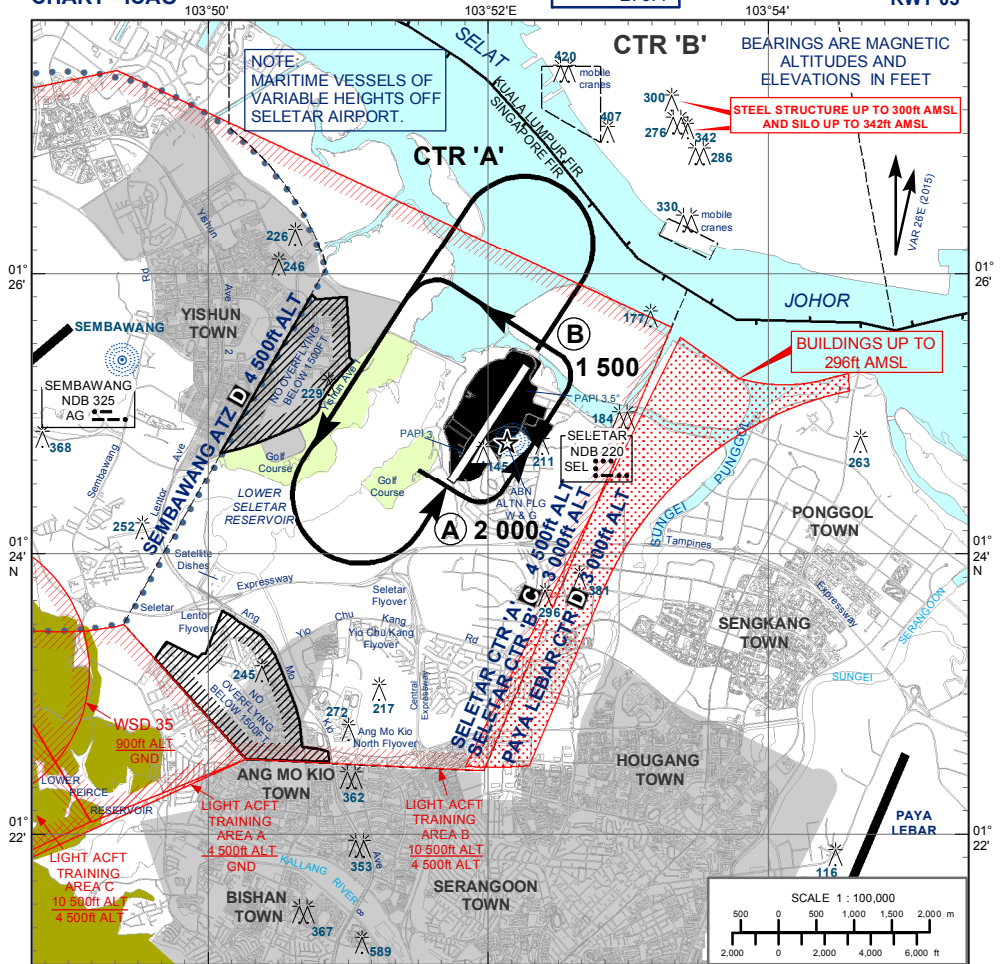 CHART - ICAO
RWY 03
103°50'
103°52'
103°54'
NOTE:
MARITIME VESSELS OF
VARIABLE HEIGHTS OFF
SELETAR AIRPORT.
SELAT
KUALA LUMPUR FIR
SINGAPORE FIR
420
mobile
cranes
407
CTR 'B'
BEARINGS ARE MAGNETIC
ALTITUDES AND
ELEVATIONS IN FEET
300
STEEL STRUCTURE UP TO 300ft AMSL
AND SILO UP TO 342ft AMSL
276
342
286
CTR 'A'
330
mobile
cranes
VAR 26'E (2015)
Yishun
Ave
2
Rd
226
246
01°
26'
01°
26'
YISHUN
TOWN
JOHOR
177
SEMBAWANG
SEMBAWANG
NDB 325
AG
368
SEMBAWANG ATZ D 4 500ft ALT
NO OVERFLYING
BELOW 1500FT
229
Yishun Ave 1
B
1 500
BUILDINGS UP TO
296ft AMSL
PAPI 3.5°
PAPI 3
184
SELETAR
NDB 220
SEL
145
211
ABN
ALTN FLG
W & G
Golf
Course
Golf
Course
LOWER
SELETAR
RESERVOIR
A
2 000
263
SUNGEI PUNGGOL
PONGGOL
TOWN
Sembawang
Lentor
Ave
252
Satellite
Dishes
Tampines
Expressway
01°
24'
N
01°
24'
N
Seletar
Expressway
Lento
Flyover
Seletar
Flyover
Ang
Mo
Kio
Yio
Chu
Kang
Rd
Yio Chu Kang
Flyover
Central
Expressway
SELETAR CTR'A' C 4 500ft ALT
SELETAR CTR 'B' 3 000ft ALT
PAYA LEBAR CTR D 3 000ft ALT
381
296
SENGKANG
TOWN
SUNGEI
SERANGOON
245
NO
OVERFLYING
BELOW 1500FT
217
272
Ang Mo Kio
North Flyover
WSD 35
900ft ALT
GND
LOWER
PEIRCE
RESERVOIR
ANG MO KIO
TOWN
362
HOUGANG
TOWN
LIGHT ACFT
TRAINING
AREA A
4 500ft ALT
GND
LIGHT ACFT
TRAINING
AREA B
10 500ft ALT
4 500ft ALT
PAYA
LEBAR
01°
22'
01°
22'
LIGHT ACFT
TRAINING
AREA C
10 500ft ALT
4 500ft ALT
353
Ave
8
KALLANG
RIVER
116
BISHAN
TOWN
SERANGOON
TOWN
367
589
SCALE 1 : 100,000
500 0 500 1,000 1,500 2,000 m
2,000 0 2,000 4,000 6,000 ft